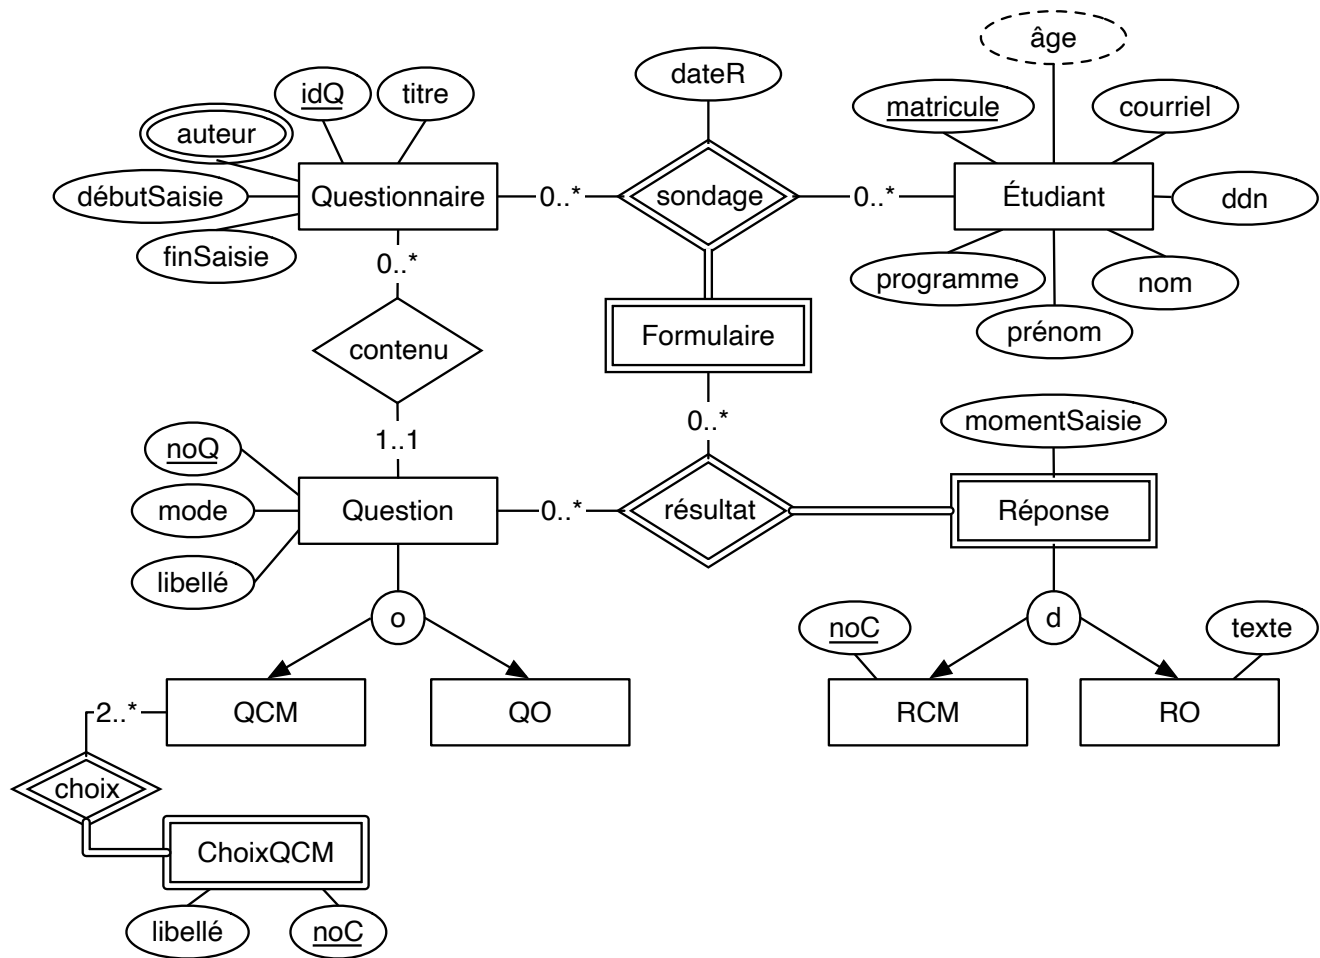 âge
dateR
idQ titre
matricule
courriel
auteur
débutSaisie
Questionnaire
0..*
sondage
0..*
Étudiant
ddn
finSaisie
0..*
programme
nom
prénom
contenu
Formulaire
0..*
momentSaisie
1..1
noQ
mode
Question
0..*
résultat
Réponse
libellé
o
d
noC
texte
2..*
QCM
QO
RCM
RO
choix
ChoixQCM
libellé
noC